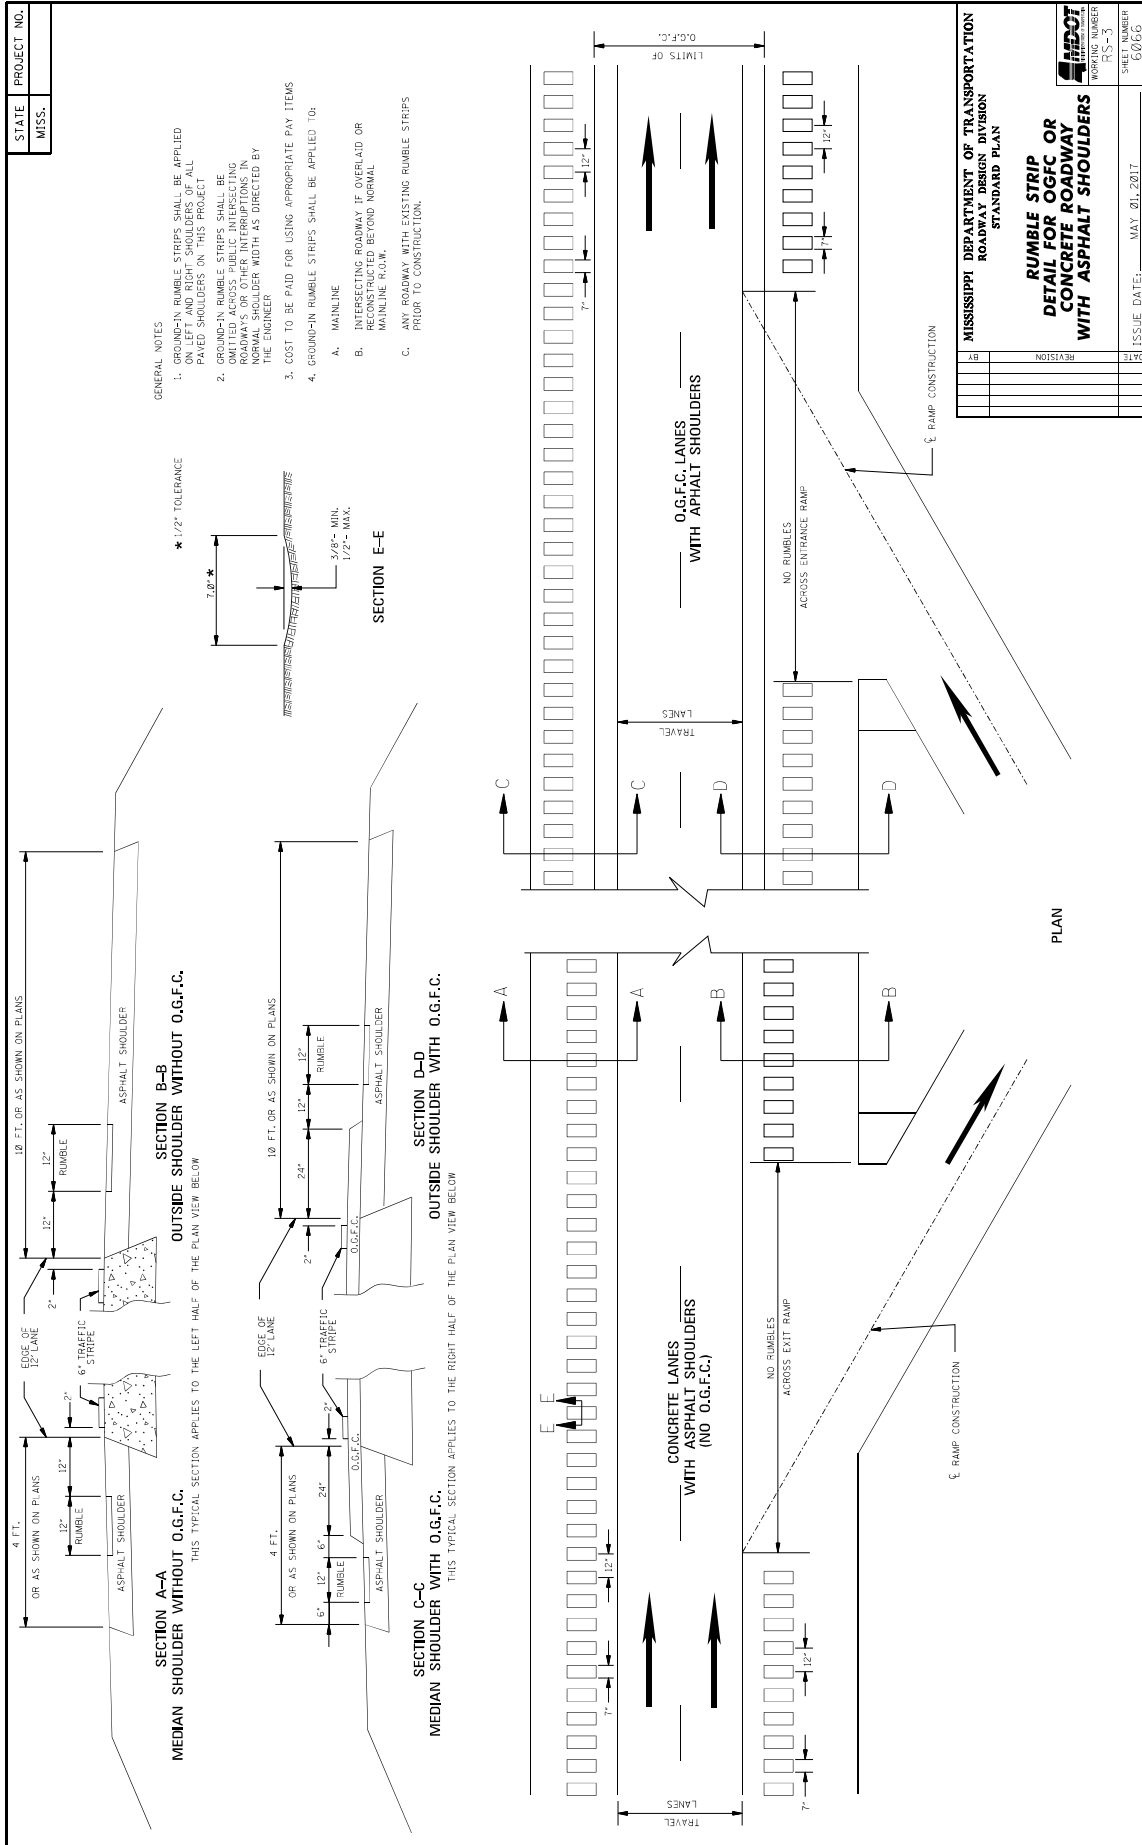 STATE PROJECT NO.
MISS.
GENERAL NOTES
1. GROUND-IN RUMBLE STRIPS SHALL BE APPLIED
ON LEFT AND RIGHT SHOULDERS OF ALL
PAVED SHOULDERS ON THIS PROJECT
2. GROUND-IN RUMBLE STRIPS SHALL BE
OMITTED ACROSS PUBLIC INTERSECTING
ROADWAYS OR OTHER INTERRUPTIONS IN
NORMAL SHOULDER WIDTH AS DIRECTED BY
THE ENGINEER
3. COST TO BE PAID FOR USING APPROPRIATE PAY ITEMS
4. GROUND-IN RUMBLE STRIPS SHALL BE APPLIED TO:
A. MAINLINE
B. INTERSECTING ROADWAY IF OVERLAID OR
RECONSTRUCTED BEYOND NORMAL
MAINLINE R.O.W.
C. ANY ROADWAY WITH EXISTING RUMBLE STRIPS
PRIOR TO CONSTRUCTION.
4 FT.
OR AS SHOWN ON PLANS
12"
RUMBLE
12"
2"
EDGE OF
12' LANE
6" TRAFFIC
STRIPE
ASPHALT SHOULDER
SECTION A-A
MEDIAN SHOULDER WITHOUT O.G.F.C.
10 FT. OR AS SHOWN ON PLANS
2"
12"
12"
RUMBLE
ASPHALT SHOULDER
SECTION B-B
OUTSIDE SHOULDER WITHOUT O.G.F.C.
THIS TYPICAL SECTION APPLIES TO THE LEFT HALF OF THE PLAN VIEW BELOW
4 FT.
OR AS SHOWN ON PLANS
6"
12"
RUMBLE
6"
24"
2"
O.G.F.C.
EDGE OF
12' LANE
6" TRAFFIC
STRIPE
ASPHALT SHOULDER
SECTION C-C
MEDIAN SHOULDER WITH O.G.F.C.
10 FT. OR AS SHOWN ON PLANS
2"
24"
12"
12"
RUMBLE
O.G.F.C.
ASPHALT SHOULDER
SECTION D-D
OUTSIDE SHOULDER WITH O.G.F.C.
THIS TYPICAL SECTION APPLIES TO THE RIGHT HALF OF THE PLAN VIEW BELOW
* 1/2" TOLERANCE
7.0" *
3/8"- MIN.
1/2"- MAX.
SECTION E-E
A
A
B
B
C
C
D
D
E
E
7"
12"
TRAVEL
LANES
CONCRETE LANES
WITH ASPHALT SHOULDERS
(NO O.G.F.C.)
7"
12"
NO RUMBLES
ACROSS EXIT RAMP
℄ RAMP CONSTRUCTION
TRAVEL
LANES
O.G.F.C. LANES
WITH APHALT SHOULDERS
7"
12"
LIMITS OF
O.G.F.C.
7"
12"
NO RUMBLES
ACROSS ENTRANCE RAMP
℄ RAMP CONSTRUCTION
PLAN
BY
REVISION
DATE
MISSISSIPPI DEPARTMENT OF TRANSPORTATION
ROADWAY DESIGN DIVISION
STANDARD PLAN
RUMBLE STRIP
DETAIL FOR OGFC OR
CONCRETE ROADWAY
WITH ASPHALT SHOULDERS
ISSUE DATE: MAY 01, 2017
MDOT
WORKING NUMBER
RS-3
SHEET NUMBER
6066